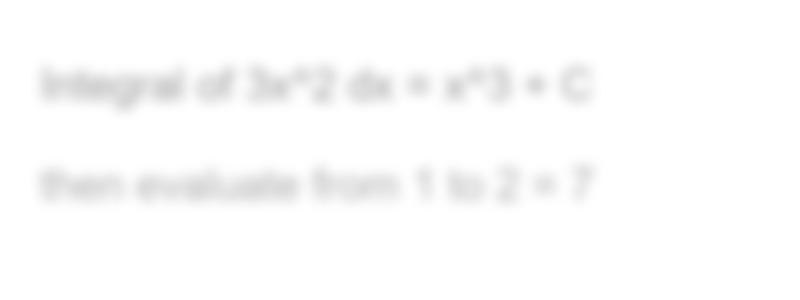 Integral of 3x^2 dx = x^3 + C
then evaluate from 1 to 2 = 7